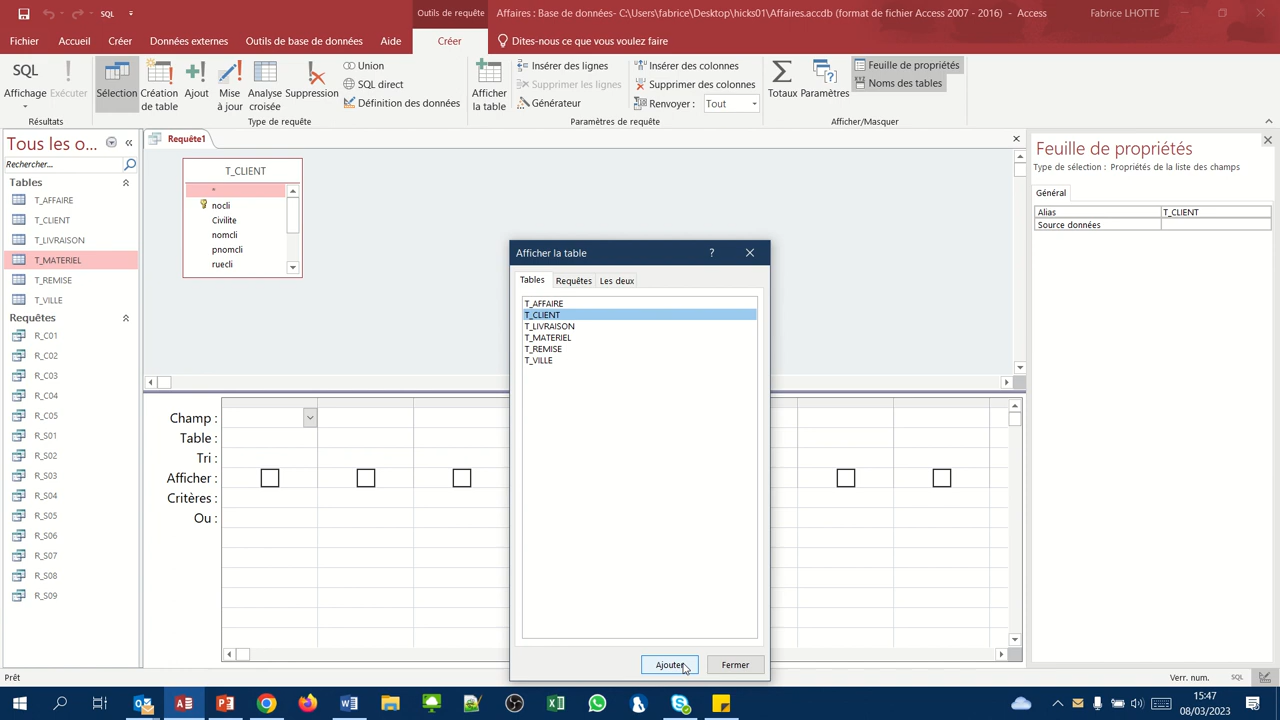 SQL
Outils de requête
Affaires : Base de données- C:\Users\fabrice\Desktop\hicks01\Affaires.accdb (format de fichier Access 2007 - 2016) - Access
Fabrice LHOTTE
Fichier
Accueil
Créer
Données externes
Outils de base de données
Aide
Créer
Dites-nous ce que vous voulez faire
SQL
Affichage
Exécuter
Résultats
Sélection
Création de table
Ajout
Mise à jour
Analyse croisée
Suppression
Union
SQL direct
Définition des données
Type de requête
Afficher la table
Insérer des lignes
Supprimer les lignes
Générateur
Insérer des colonnes
Supprimer des colonnes
Renvoyer : Tout
Paramètres de requête
Totaux
Paramètres
Feuille de propriétés
Noms des tables
Afficher/Masquer
Tous les o...
Rechercher...
Tables
T_AFFAIRE
T_CLIENT
T_LIVRAISON
T_MATERIEL
T_REMISE
T_VILLE
Requêtes
R_C01
R_C02
R_C03
R_C04
R_C05
R_S01
R_S02
R_S03
R_S04
R_S05
R_S06
R_S07
R_S08
R_S09
Requête1
T_CLIENT
*
nocli
Civilite
nomcli
pnomcli
ruecli
Champ :
Table :
Tri :
Afficher :
Critères :
Ou :
Afficher la table
?
Tables
Requêtes
Les deux
T_AFFAIRE
T_CLIENT
T_LIVRAISON
T_MATERIEL
T_REMISE
T_VILLE
Ajouter
Fermer
Feuille de propriétés
Type de sélection : Propriétés de la liste des champs
Général
Alias
T_CLIENT
Source données
Prêt
Verr. num.
SQL
15:47
08/03/2023